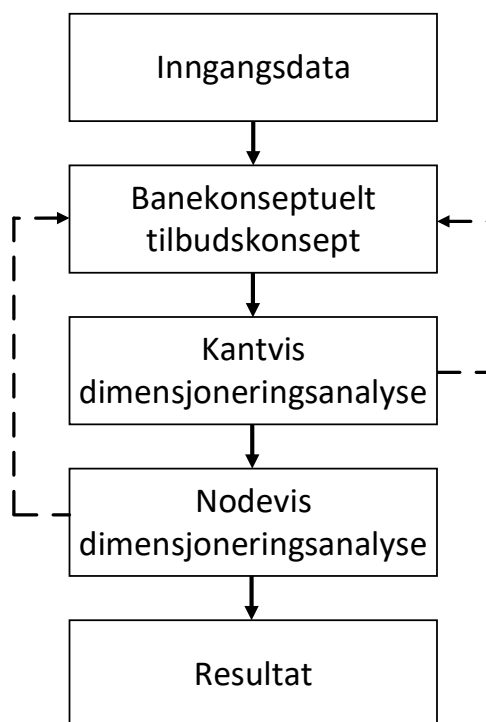 Inngangsdata
Banekonseptuelt
tilbudskonsept
Kantvis
dimensjoneringsanalyse
Nodevis
dimensjoneringsanalyse
Resultat